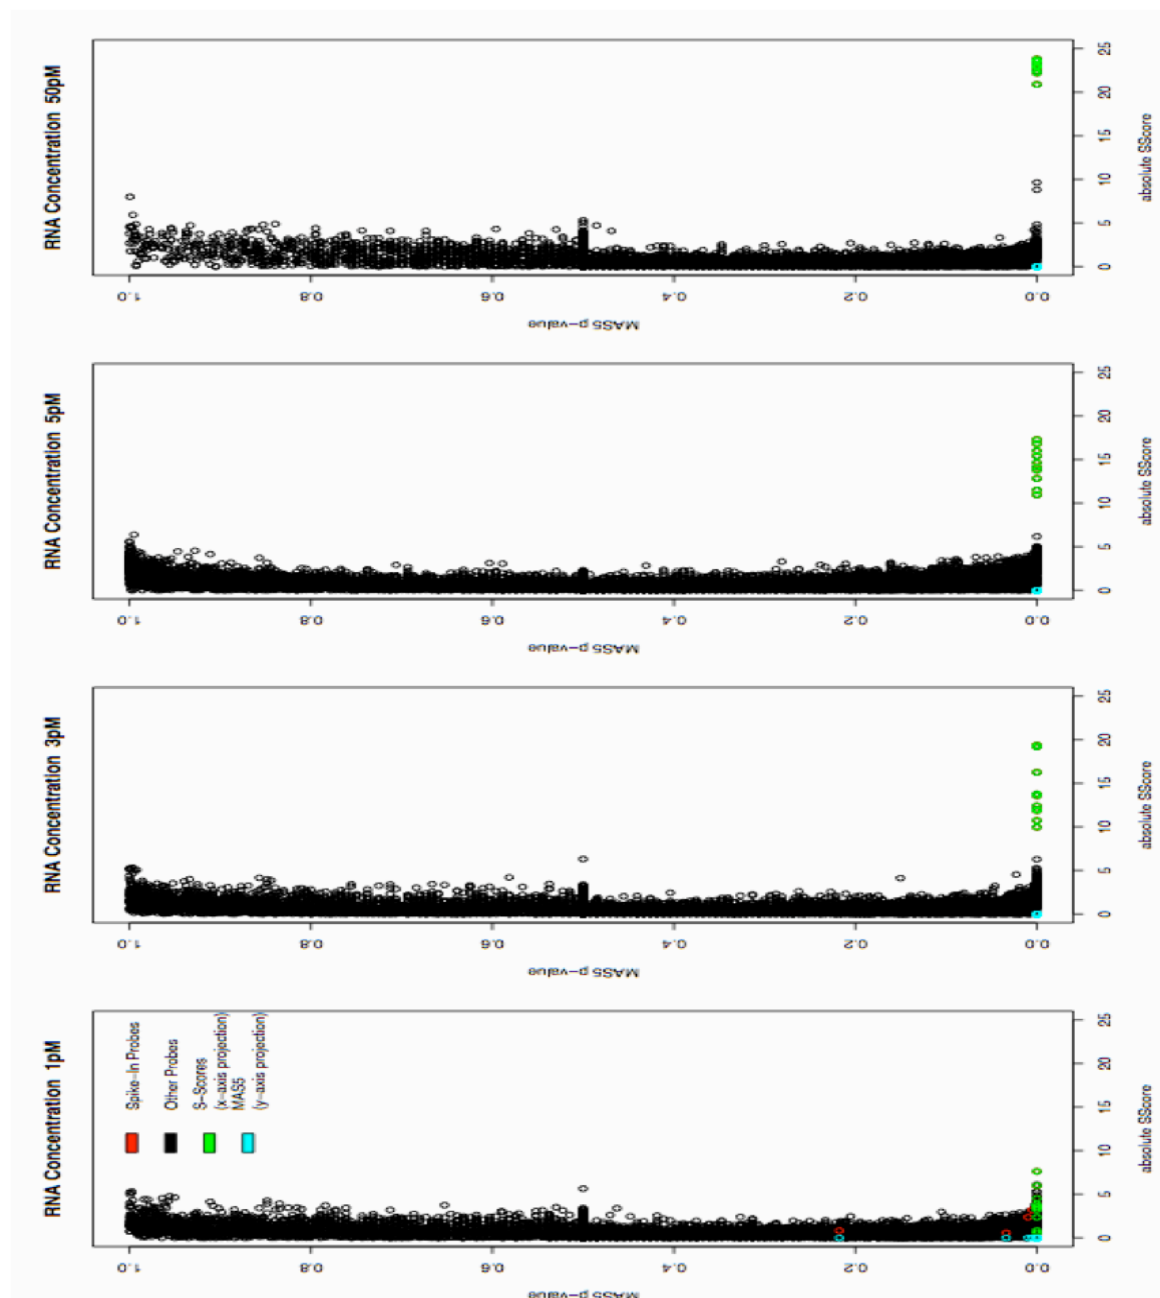 RNA Concentration 1pM
MAS5 p-value
1.0
0.8
0.6
0.4
0.2
0.0
Spike-In Probes
Other Probes
S-Scores
(x-axis projection)
MAS5
(y-axis projection)
0 5 10 15 20 25
absolute SScore
RNA Concentration 3pM
MAS5 p-value
1.0
0.8
0.6
0.4
0.2
0.0
0 5 10 15 20 25
absolute SScore
RNA Concentration 5pM
MAS5 p-value
1.0
0.8
0.6
0.4
0.2
0.0
0 5 10 15 20 25
absolute SScore
RNA Concentration 50pM
MAS5 p-value
1.0
0.8
0.6
0.4
0.2
0.0
0 5 10 15 20 25
absolute SScore